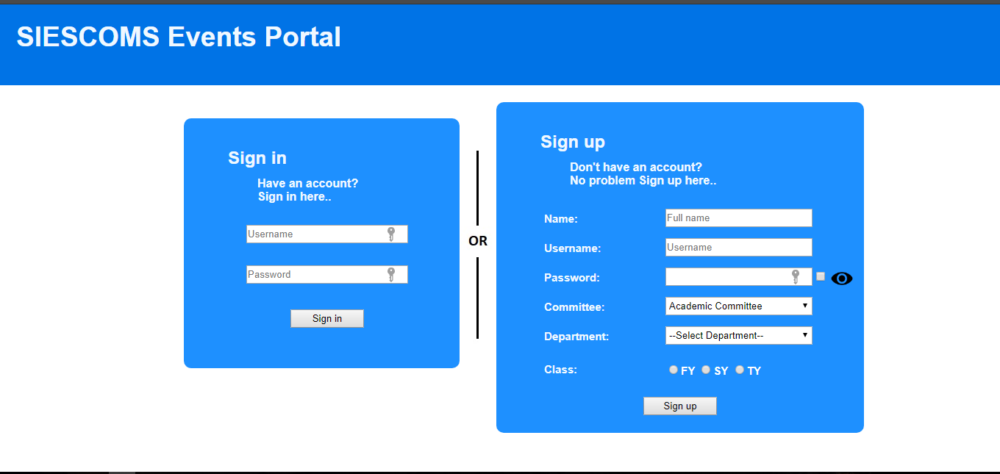 SIESCOMS Events Portal
Sign in
Have an account?
Sign in here..
Username
Password
Sign in
OR
Sign up
Don't have an account?
No problem Sign up here..
Name: Full name
Username: Username
Password:
Committee: Academic Committee
Department: --Select Department--
Class: FY SY TY
Sign up